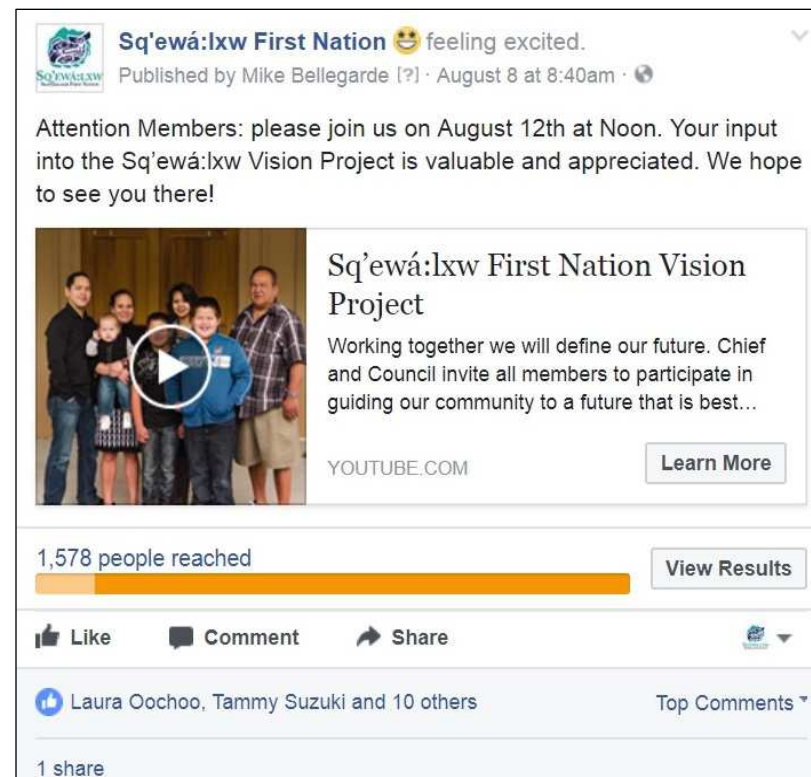 Sq'ewá:lxw First Nation feeling excited.
SQ'EWÁ:LXW
Published by Mike Bellegarde [?] · August 8 at 8:40am ·
Attention Members: please join us on August 12th at Noon. Your input
into the Sq’ewá:lxw Vision Project is valuable and appreciated. We hope
to see you there!
Sq’ewá:lxw First Nation Vision
Project
Working together we will define our future. Chief
and Council invite all members to participate in
guiding our community to a future that is best...
YOUTUBE.COM
Learn More
1,578 people reached
View Results
Like Comment Share
Laura Oochoo, Tammy Suzuki and 10 others
Top Comments
1 share